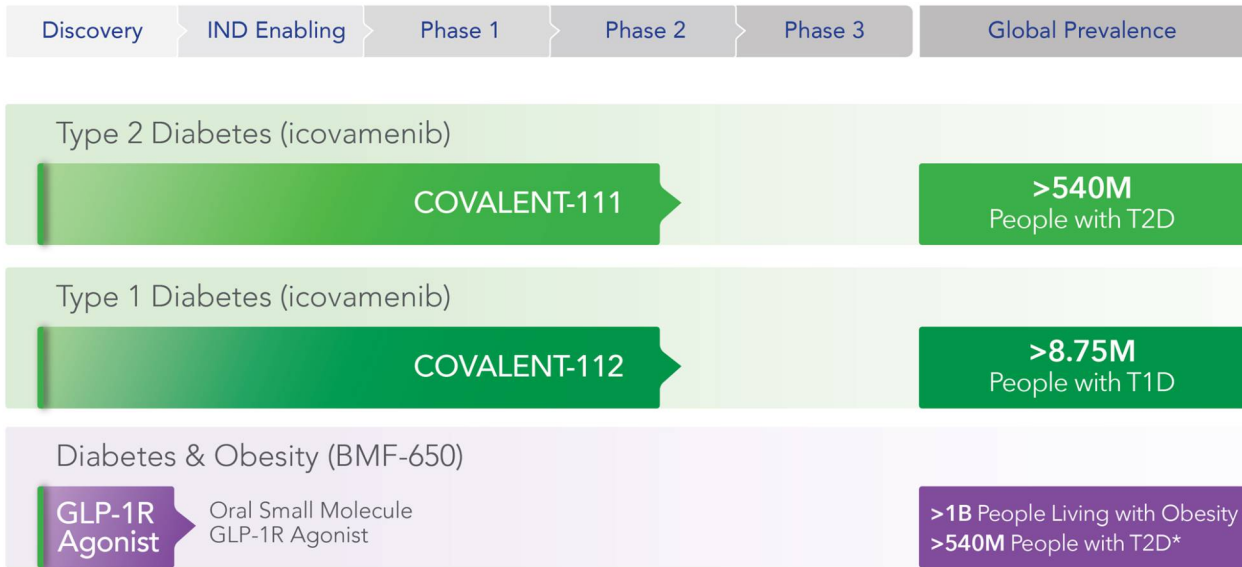 Discovery
IND Enabling
Phase 1
Phase 2
Phase 3
Global Prevalence
Type 2 Diabetes (icovamenib)
COVALENT-111
>540M
People with T2D
Type 1 Diabetes (icovamenib)
COVALENT-112
>8.75M
People with T1D
Diabetes & Obesity (BMF-650)
GLP-1R
Agonist
Oral Small Molecule
GLP-1R Agonist
>1B People Living with Obesity
>540M People with T2D*